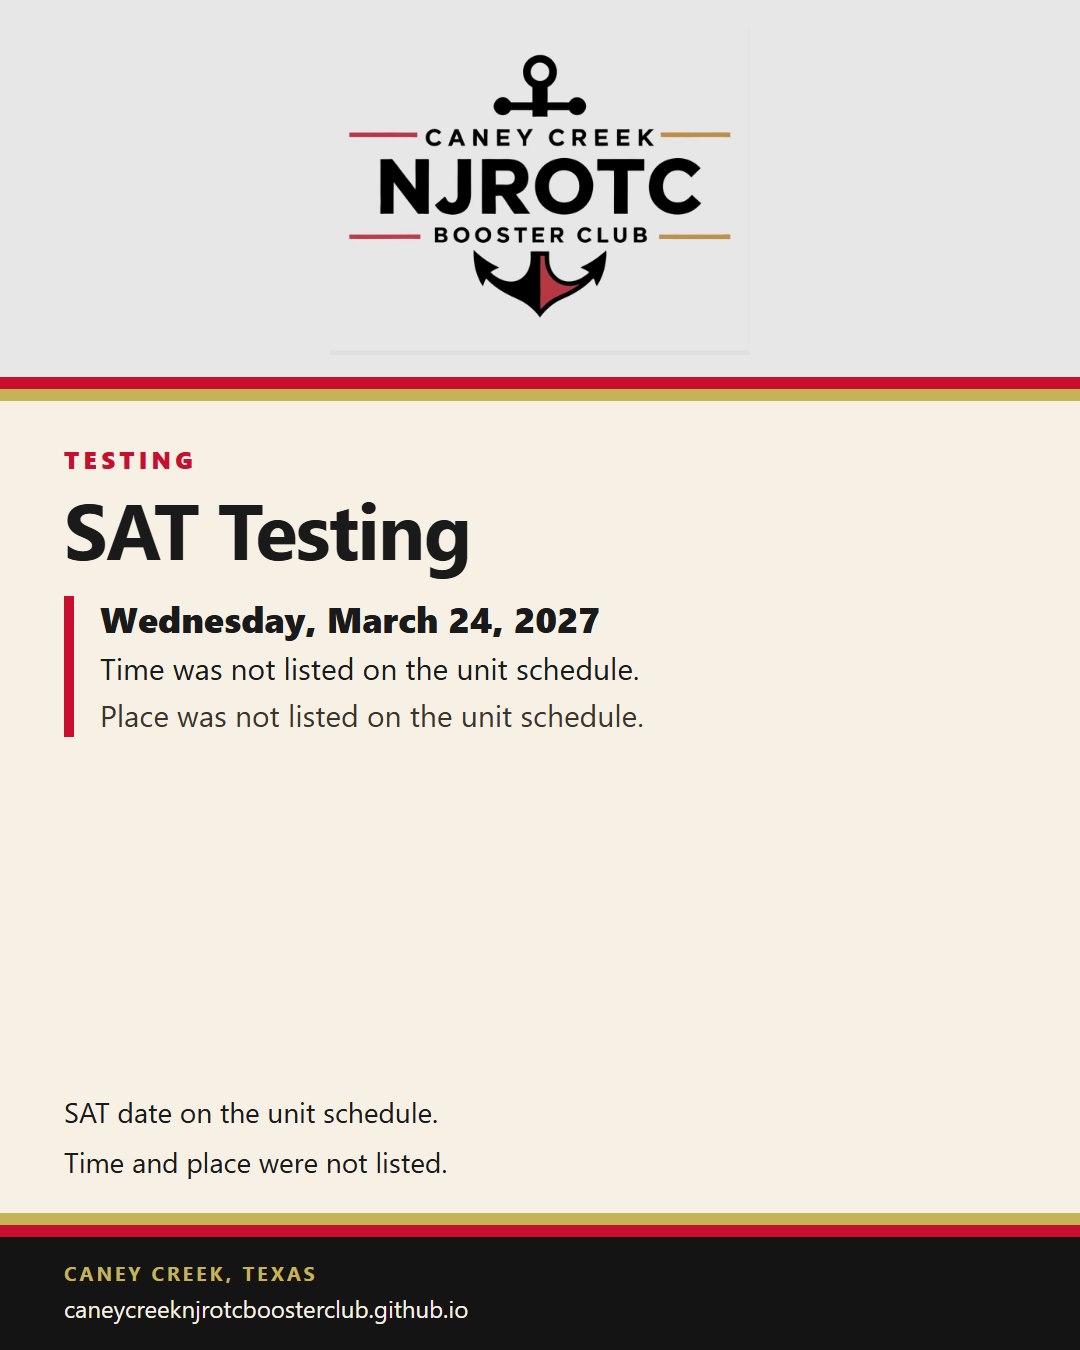 CANEY CREEK
NJROTC
BOOSTER CLUB
TESTING
SAT Testing
Wednesday, March 24, 2027
Time was not listed on the unit schedule.
Place was not listed on the unit schedule.
SAT date on the unit schedule.
Time and place were not listed.
CANEY CREEK, TEXAS
caneycreeknjrotcboosterclub.github.io